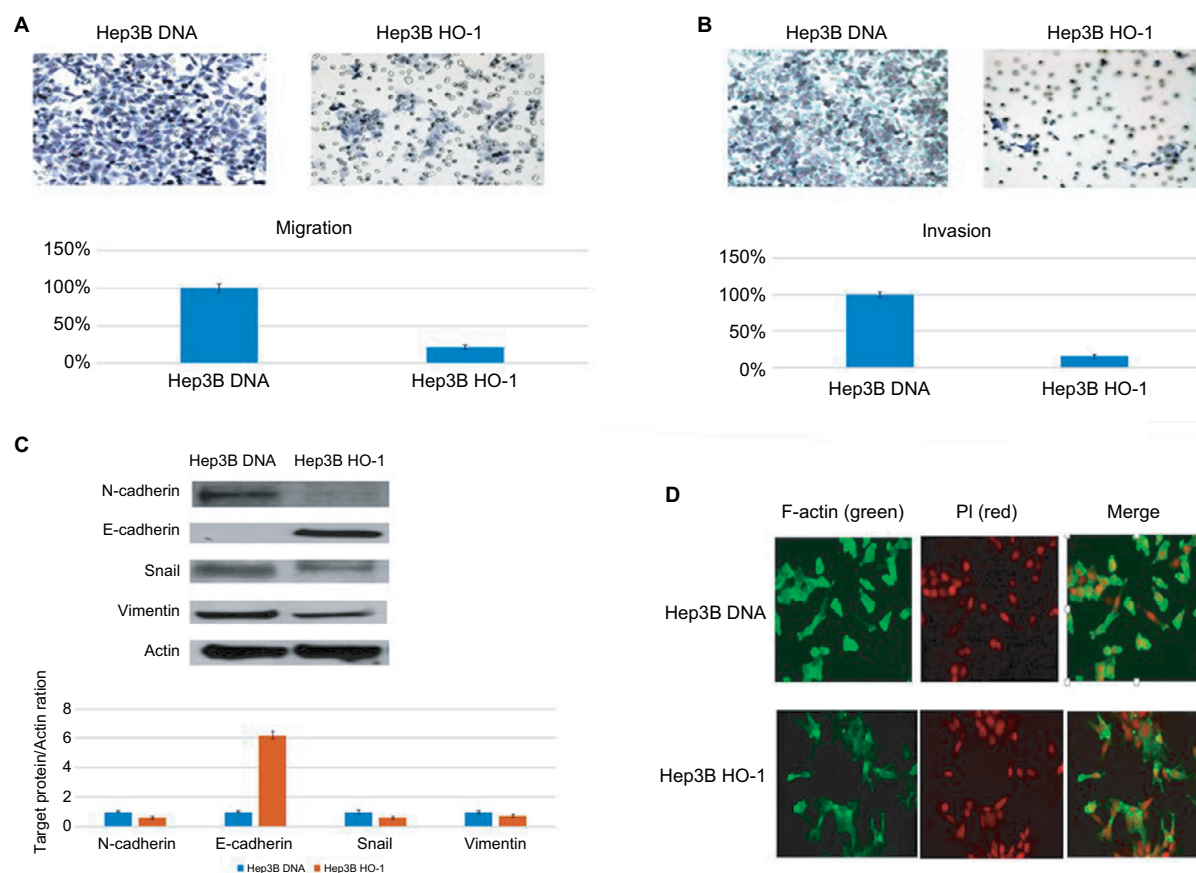 A
Hep3B DNA Hep3B HO-1
Migration
150%
100%
50%
0%
Hep3B DNA Hep3B HO-1
B
Hep3B DNA Hep3B HO-1
Invasion
150%
100%
50%
0%
Hep3B DNA Hep3B HO-1
C
Hep3B DNA Hep3B HO-1
N-cadherin
E-cadherin
Snail
Vimentin
Actin
Target protein/Actin ration
8
6
4
2
0
N-cadherin E-cadherin Snail Vimentin
Hep3B DNA Hep3B HO-1
D
F-actin (green) PI (red) Merge
Hep3B DNA
Hep3B HO-1